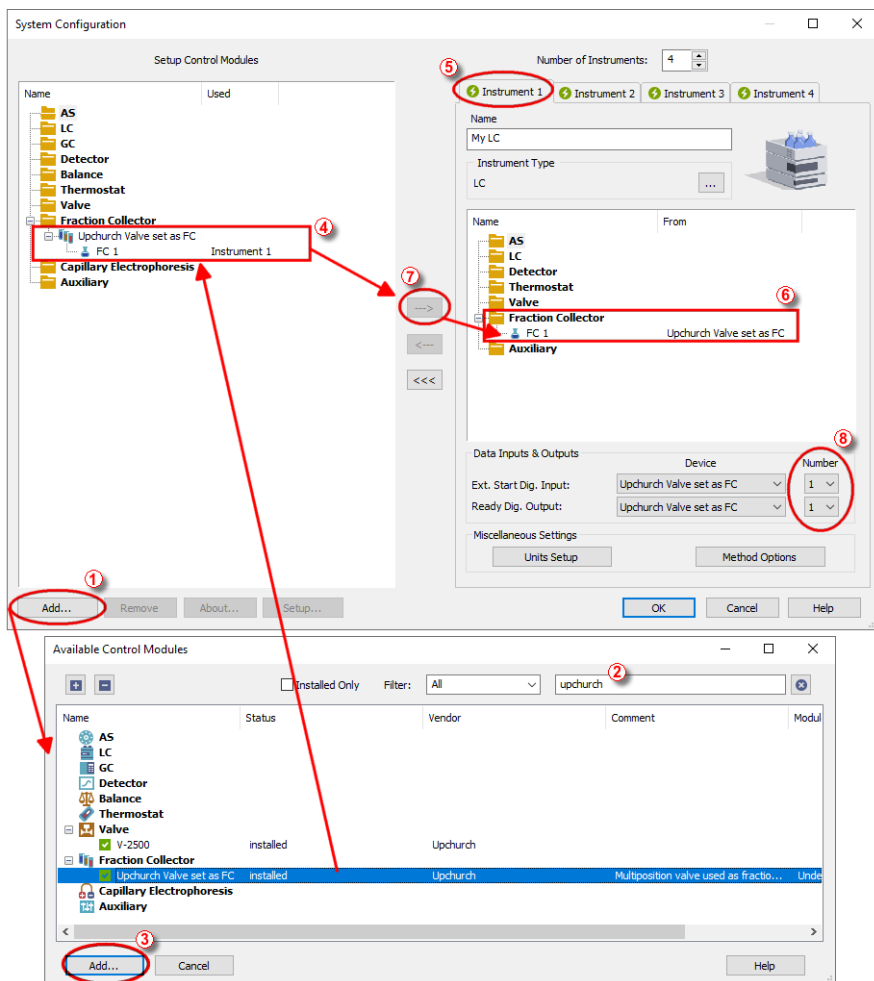 System Configuration
Setup Control Modules
Number of Instruments: 4
⑤
Name Used
Instrument 1 Instrument 2 Instrument 3 Instrument 4
AS
LC
GC
Detector
Balance
Thermostat
Valve
Fraction Collector
Upchurch Valve set as FC
④
FC 1 Instrument 1
Capillary Electrophoresis
Auxiliary
Name
My LC
Instrument Type
LC ...
⑦
--->
<---
<<<
Name From
AS
LC
Detector
Thermostat
Valve
⑥
Fraction Collector
FC 1 Upchurch Valve set as FC
Auxiliary
⑧
Data Inputs & Outputs
Device Number
Ext. Start Dig. Input: Upchurch Valve set as FC 1
Ready Dig. Output: Upchurch Valve set as FC 1
Miscellaneous Settings
Units Setup Method Options
①
Add... Remove About... Setup... OK Cancel Help
Available Control Modules
②
Installed Only Filter: All upchurch
Name Status Vendor Comment Modul
AS
LC
GC
Detector
Balance
Thermostat
Valve
V-2500 installed Upchurch
Fraction Collector
Upchurch Valve set as FC installed Upchurch Multiposition valve used as fractio... Unde
Capillary Electrophoresis
Auxiliary
③
Add... Cancel Help